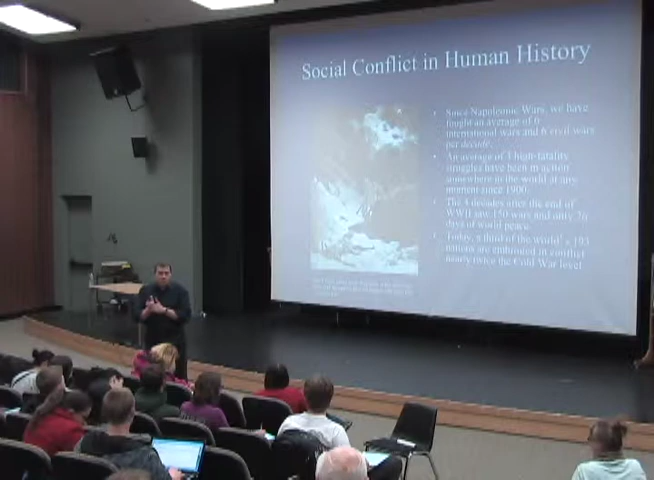 Social Conflict in Human History
• Since Napoleonic Wars, we have
fought an average of 6
international wars and 6 civil wars
per decade.
• An average of 3 high-fatality
struggles have been in action
somewhere in the world at any
moment since 1900.
• The 4 decades after the end of
WWII saw 150 wars and only 26
days of world peace.
• Today, a third of the world's 193
nations are embroiled in conflict
nearly twice the Cold War level